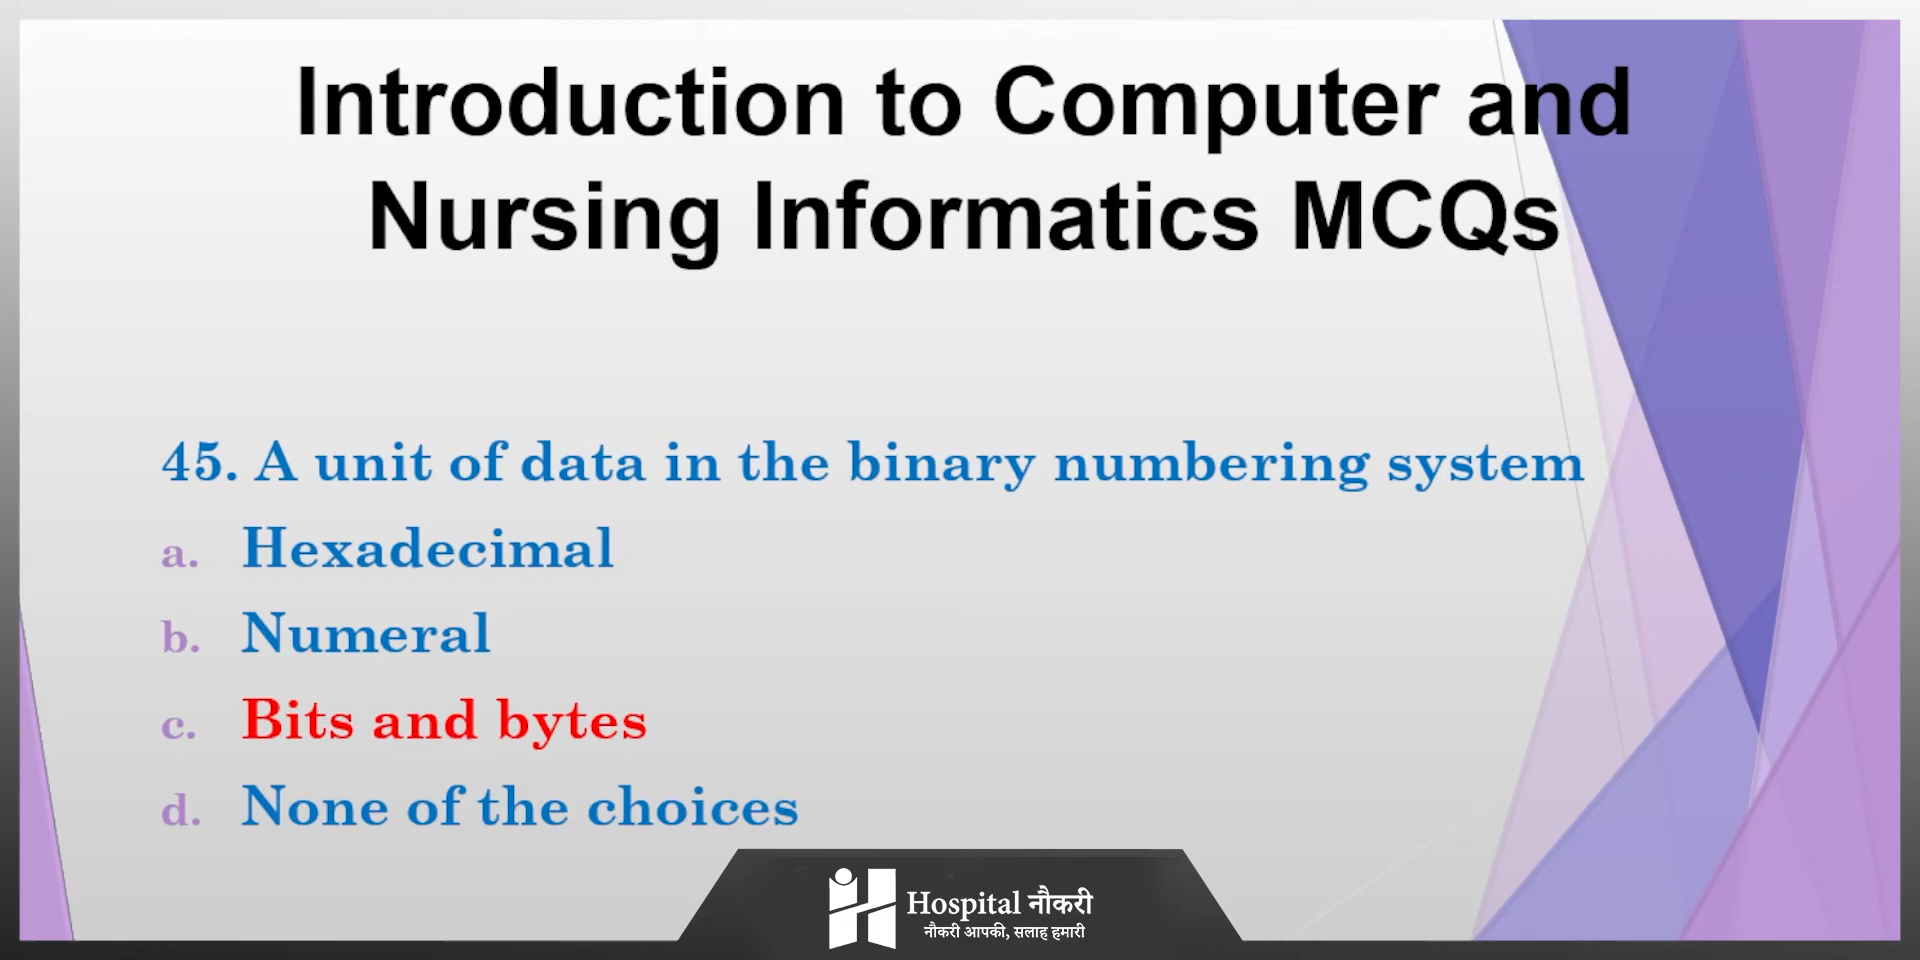 Introduction to Computer and
Nursing Informatics MCQs
45. A unit of data in the binary numbering system
a. Hexadecimal
b. Numeral
c. Bits and bytes
d. None of the choices
Hospital नौकरी
नौकरी आपकी, सलाह हमारी